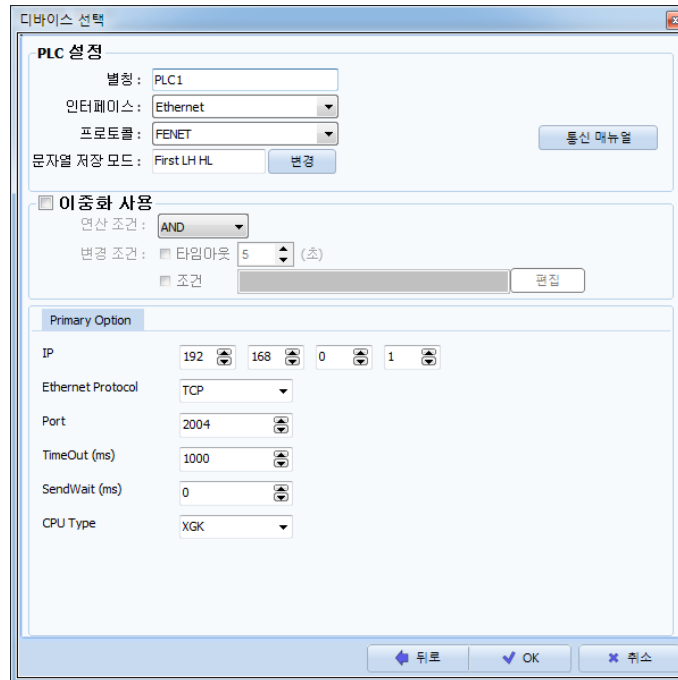 디바이스 선택
PLC 설정
별칭 : PLC1
인터페이스 : Ethernet
프로토콜 : FENET
통신 매뉴얼
문자열 저장 모드 : First LH HL 변경
이중화 사용
연산 조건 : AND
변경 조건 : 타임아웃 5 (초)
조건 편집
Primary Option
IP 192 168 0 1
Ethernet Protocol TCP
Port 2004
TimeOut (ms) 1000
SendWait (ms) 0
CPU Type XGK
뒤로 OK 취소